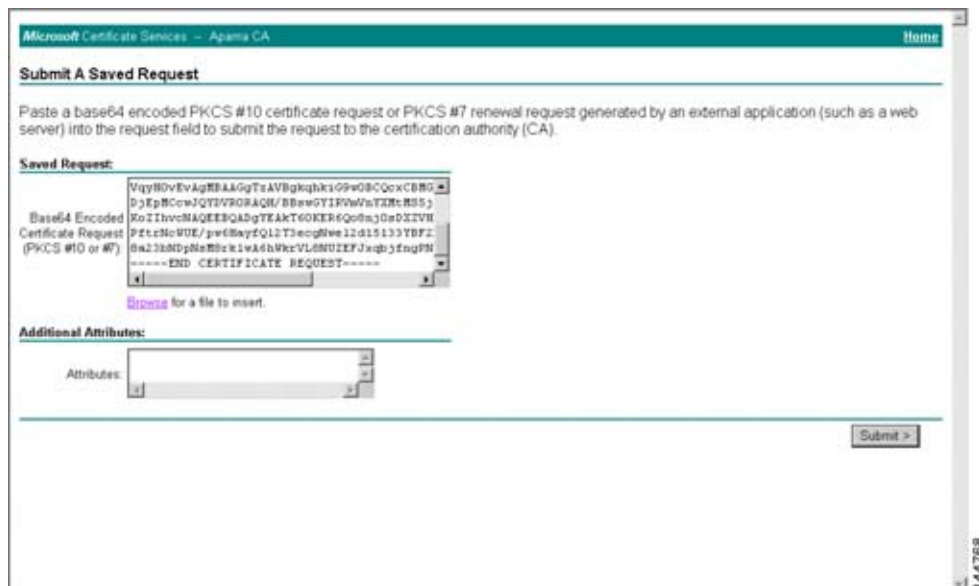 Microsoft Certificate Services -- Aparna CA Home
Submit A Saved Request
Paste a base64 encoded PKCS #10 certificate request or PKCS #7 renewal request generated by an external application (such as a web
server) into the request field to submit the request to the certification authority (CA).
Saved Request:
Base64 Encoded
Certificate Request
(PKCS #10 or #7):
-----END CERTIFICATE REQUEST-----
Browse for a file to insert.
Additional Attributes:
Attributes:
Submit >